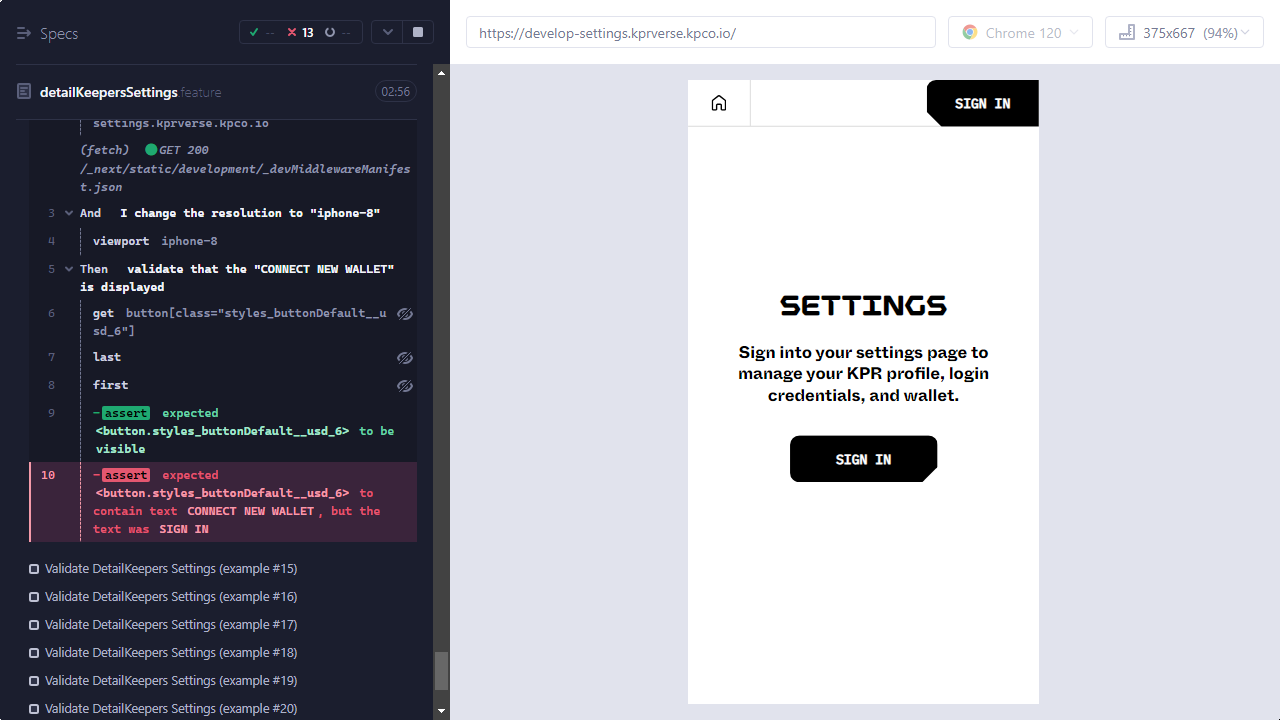 Specs
--
13
--
https://develop-settings.kprverse.kpco.io/
Chrome 120
375x667 (94%)
detailKeepersSettings feature
02:56
settings.kprverse.kpco.io
(fetch) GET 200
/_next/static/development/_devMiddlewareManifes
t.json
3 And I change the resolution to "iphone-8"
4 viewport iphone-8
5 Then validate that the "CONNECT NEW WALLET"
is displayed
6 get button[class="styles_buttonDefault__u
sd_6"]
7 last
8 first
9 -assert expected
<button.styles_buttonDefault__usd_6> to be
visible
10 -assert expected
<button.styles_buttonDefault__usd_6> to
contain text CONNECT NEW WALLET, but the
text was SIGN IN
Validate DetailKeepers Settings (example #15)
Validate DetailKeepers Settings (example #16)
Validate DetailKeepers Settings (example #17)
Validate DetailKeepers Settings (example #18)
Validate DetailKeepers Settings (example #19)
Validate DetailKeepers Settings (example #20)
SIGN IN
SETTINGS
Sign into your settings page to
manage your KPR profile, login
credentials, and wallet.
SIGN IN